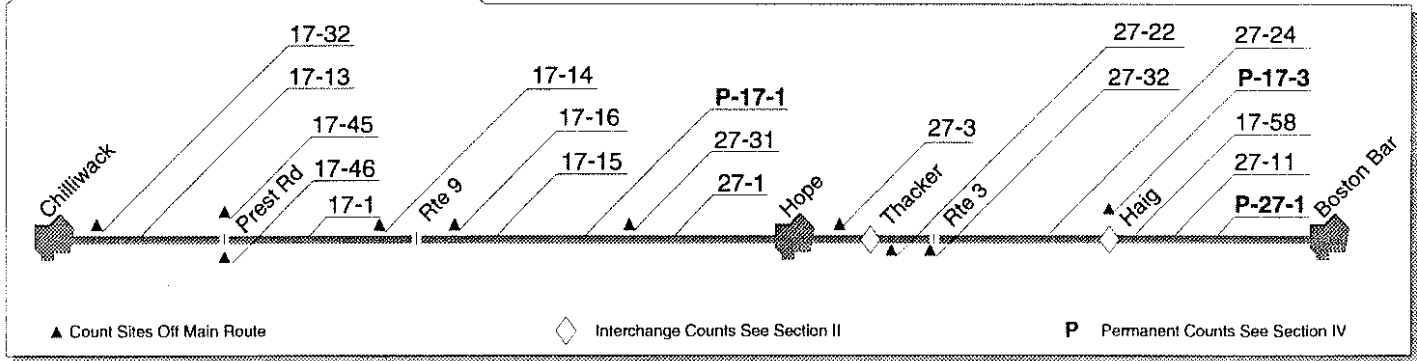 17-32
17-13
17-45
17-46
17-1
17-14
17-16
17-15
P-17-1
27-31
27-1
27-3
27-22
27-32
27-24
P-17-3
17-58
27-11
P-27-1
Chilliwack
Prest Rd
Rte 9
Hope
Thacker
Rte 3
Haig
Boston Bar
Count Sites Off Main Route
Interchange Counts See Section II
P Permanent Counts See Section IV